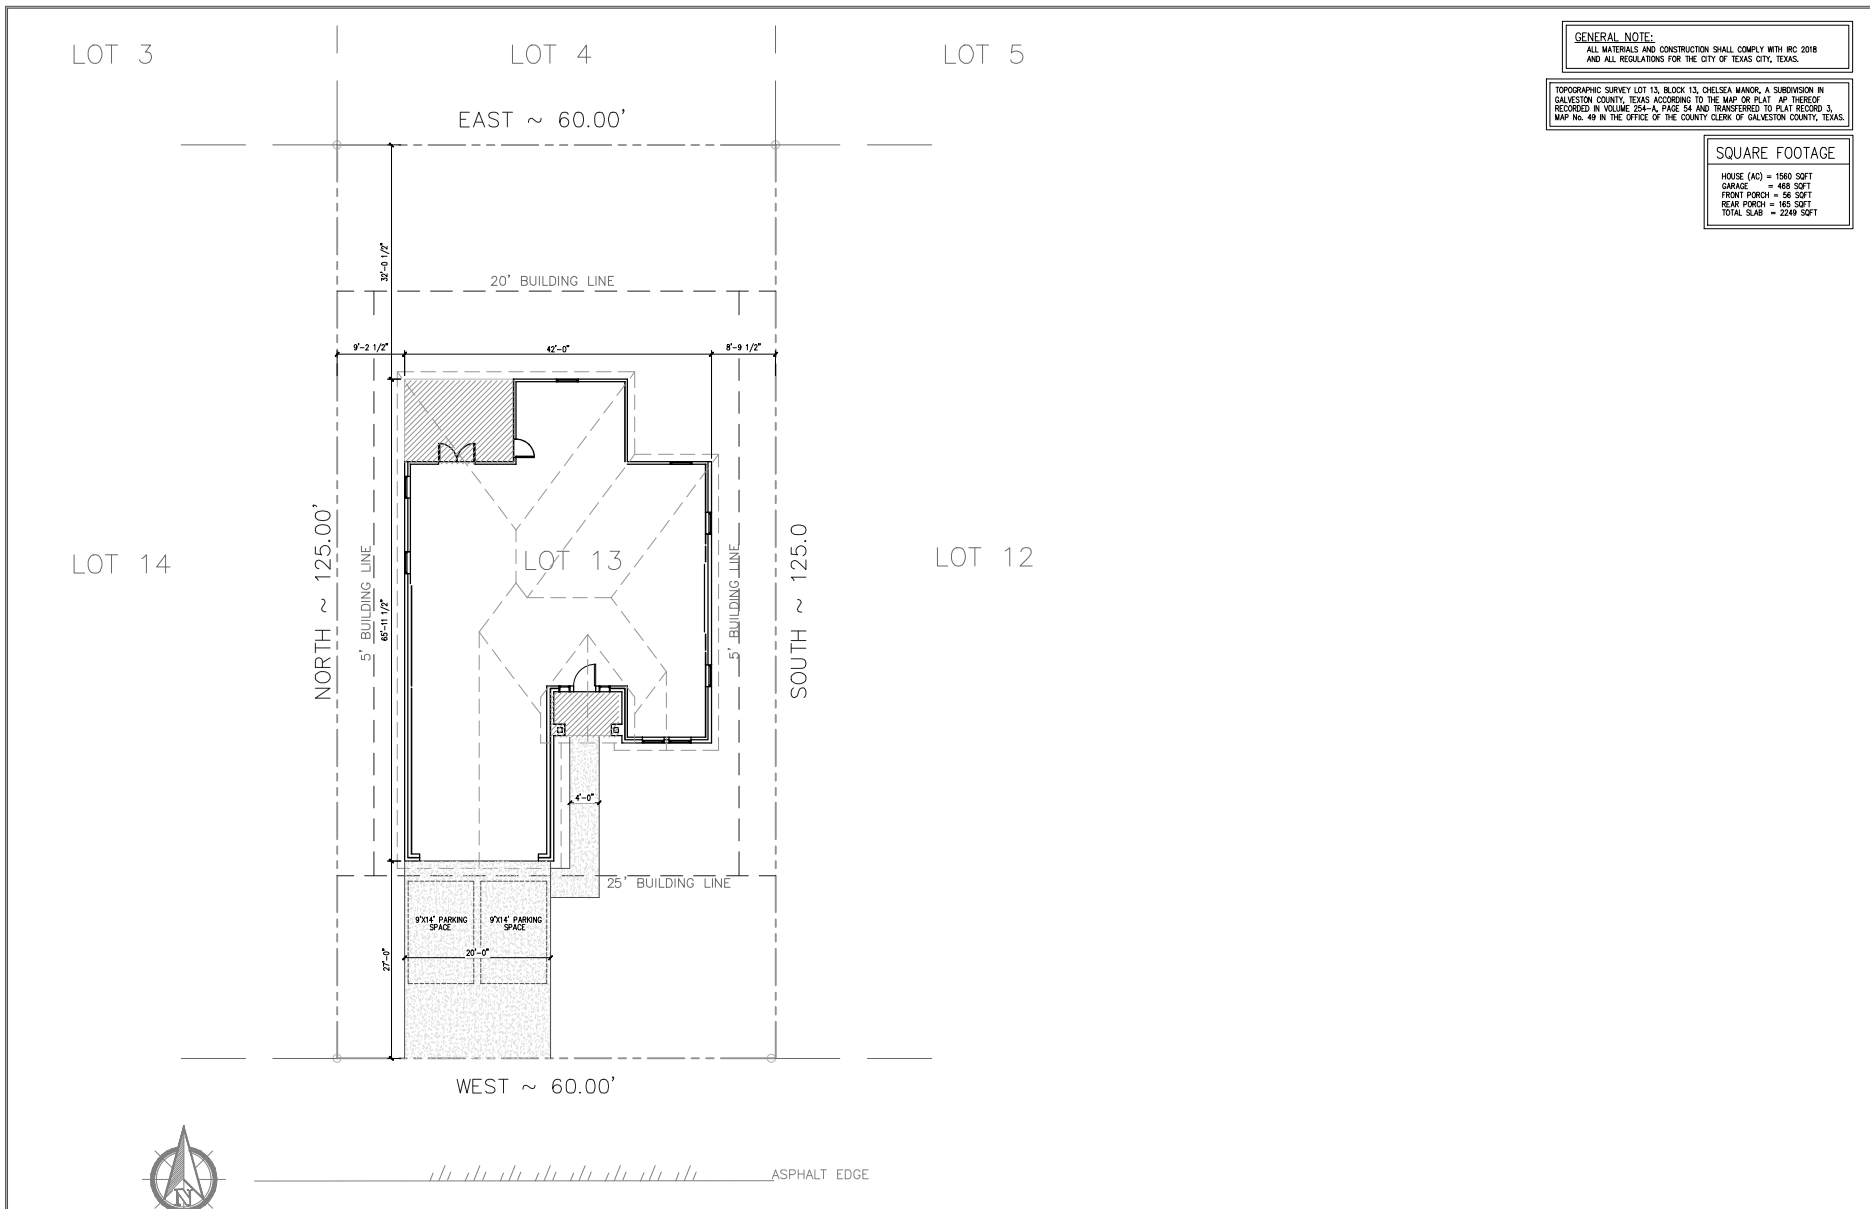 LOT 3
LOT 4
LOT 5
GENERAL NOTE:
ALL MATERIALS AND CONSTRUCTION SHALL COMPLY WITH IRC 2018
AND ALL REGULATIONS FOR THE CITY OF TEXAS CITY, TEXAS.
TOPOGRAPHIC SURVEY LOT 13, BLOCK 13, CHELSEA MANOR, A SUBDIVISION IN
GALVESTON COUNTY, TEXAS ACCORDING TO THE MAP OR PLAT AP THEREOF
RECORDED IN VOLUME 254-A, PAGE 54 AND TRANSFERRED TO PLAT RECORD 3,
MAP No. 49 IN THE OFFICE OF THE COUNTY CLERK OF GALVESTON COUNTY, TEXAS.
SQUARE FOOTAGE
HOUSE (AC) = 1560 SQFT
GARAGE = 468 SQFT
FRONT PORCH = 56 SQFT
REAR PORCH = 165 SQFT
TOTAL SLAB = 2249 SQFT
EAST ~ 60.00'
32'-0 1/2"
20' BUILDING LINE
9'-2 1/2"
42'-0"
8'-9 1/2"
LOT 14
NORTH ~ 125.00'
5' BUILDING LINE
65'-11 1/2"
LOT 13
5' BUILDING LINE
SOUTH ~ 125.0
LOT 12
4'-0"
25' BUILDING LINE
9'X14' PARKING
SPACE
9'X14' PARKING
SPACE
20'-0"
27'-0"
WEST ~ 60.00'
N
ASPHALT EDGE